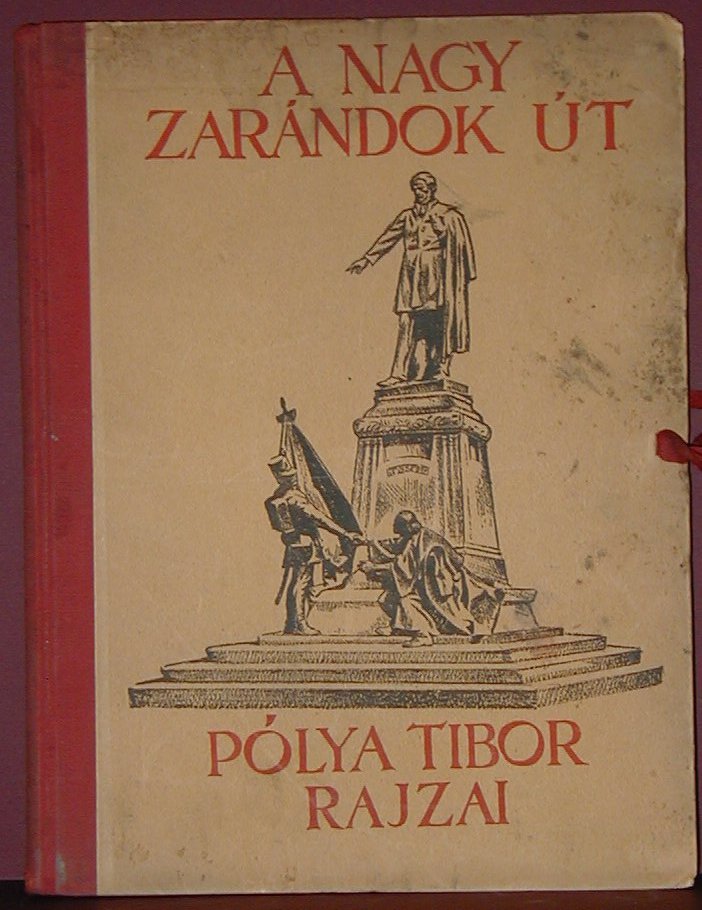 A NAGY
ZARÁNDOK ÚT
PÓLYA TIBOR
RAJZAI